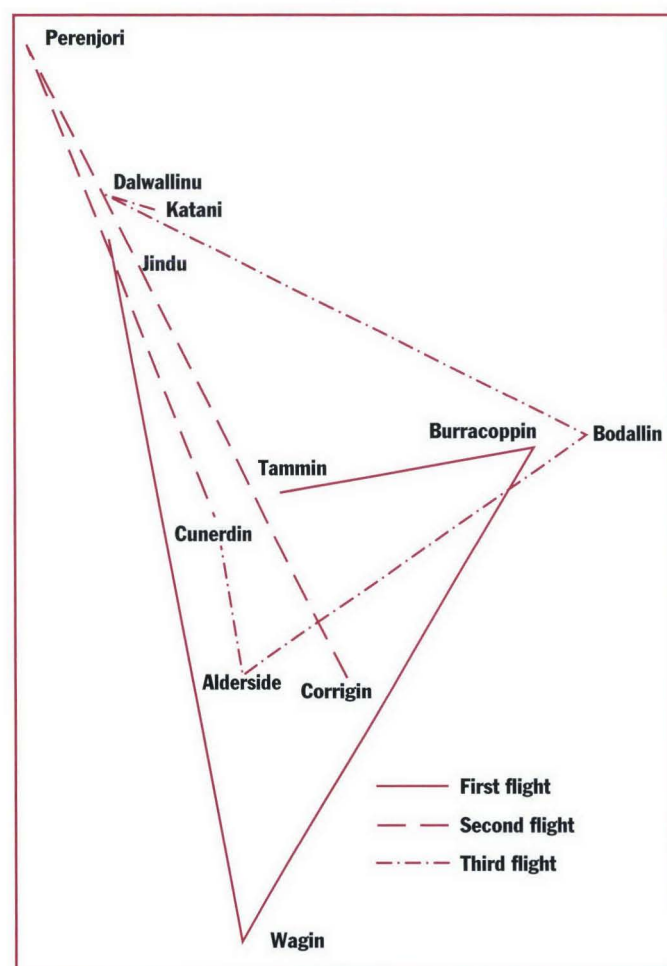 Perenjori
Dalwallinu
Katani
Jindu
Burracoppin
Bodallin
Tammin
Cunerdin
Alderside
Corrigin
First flight
Second flight
Third flight
Wagin